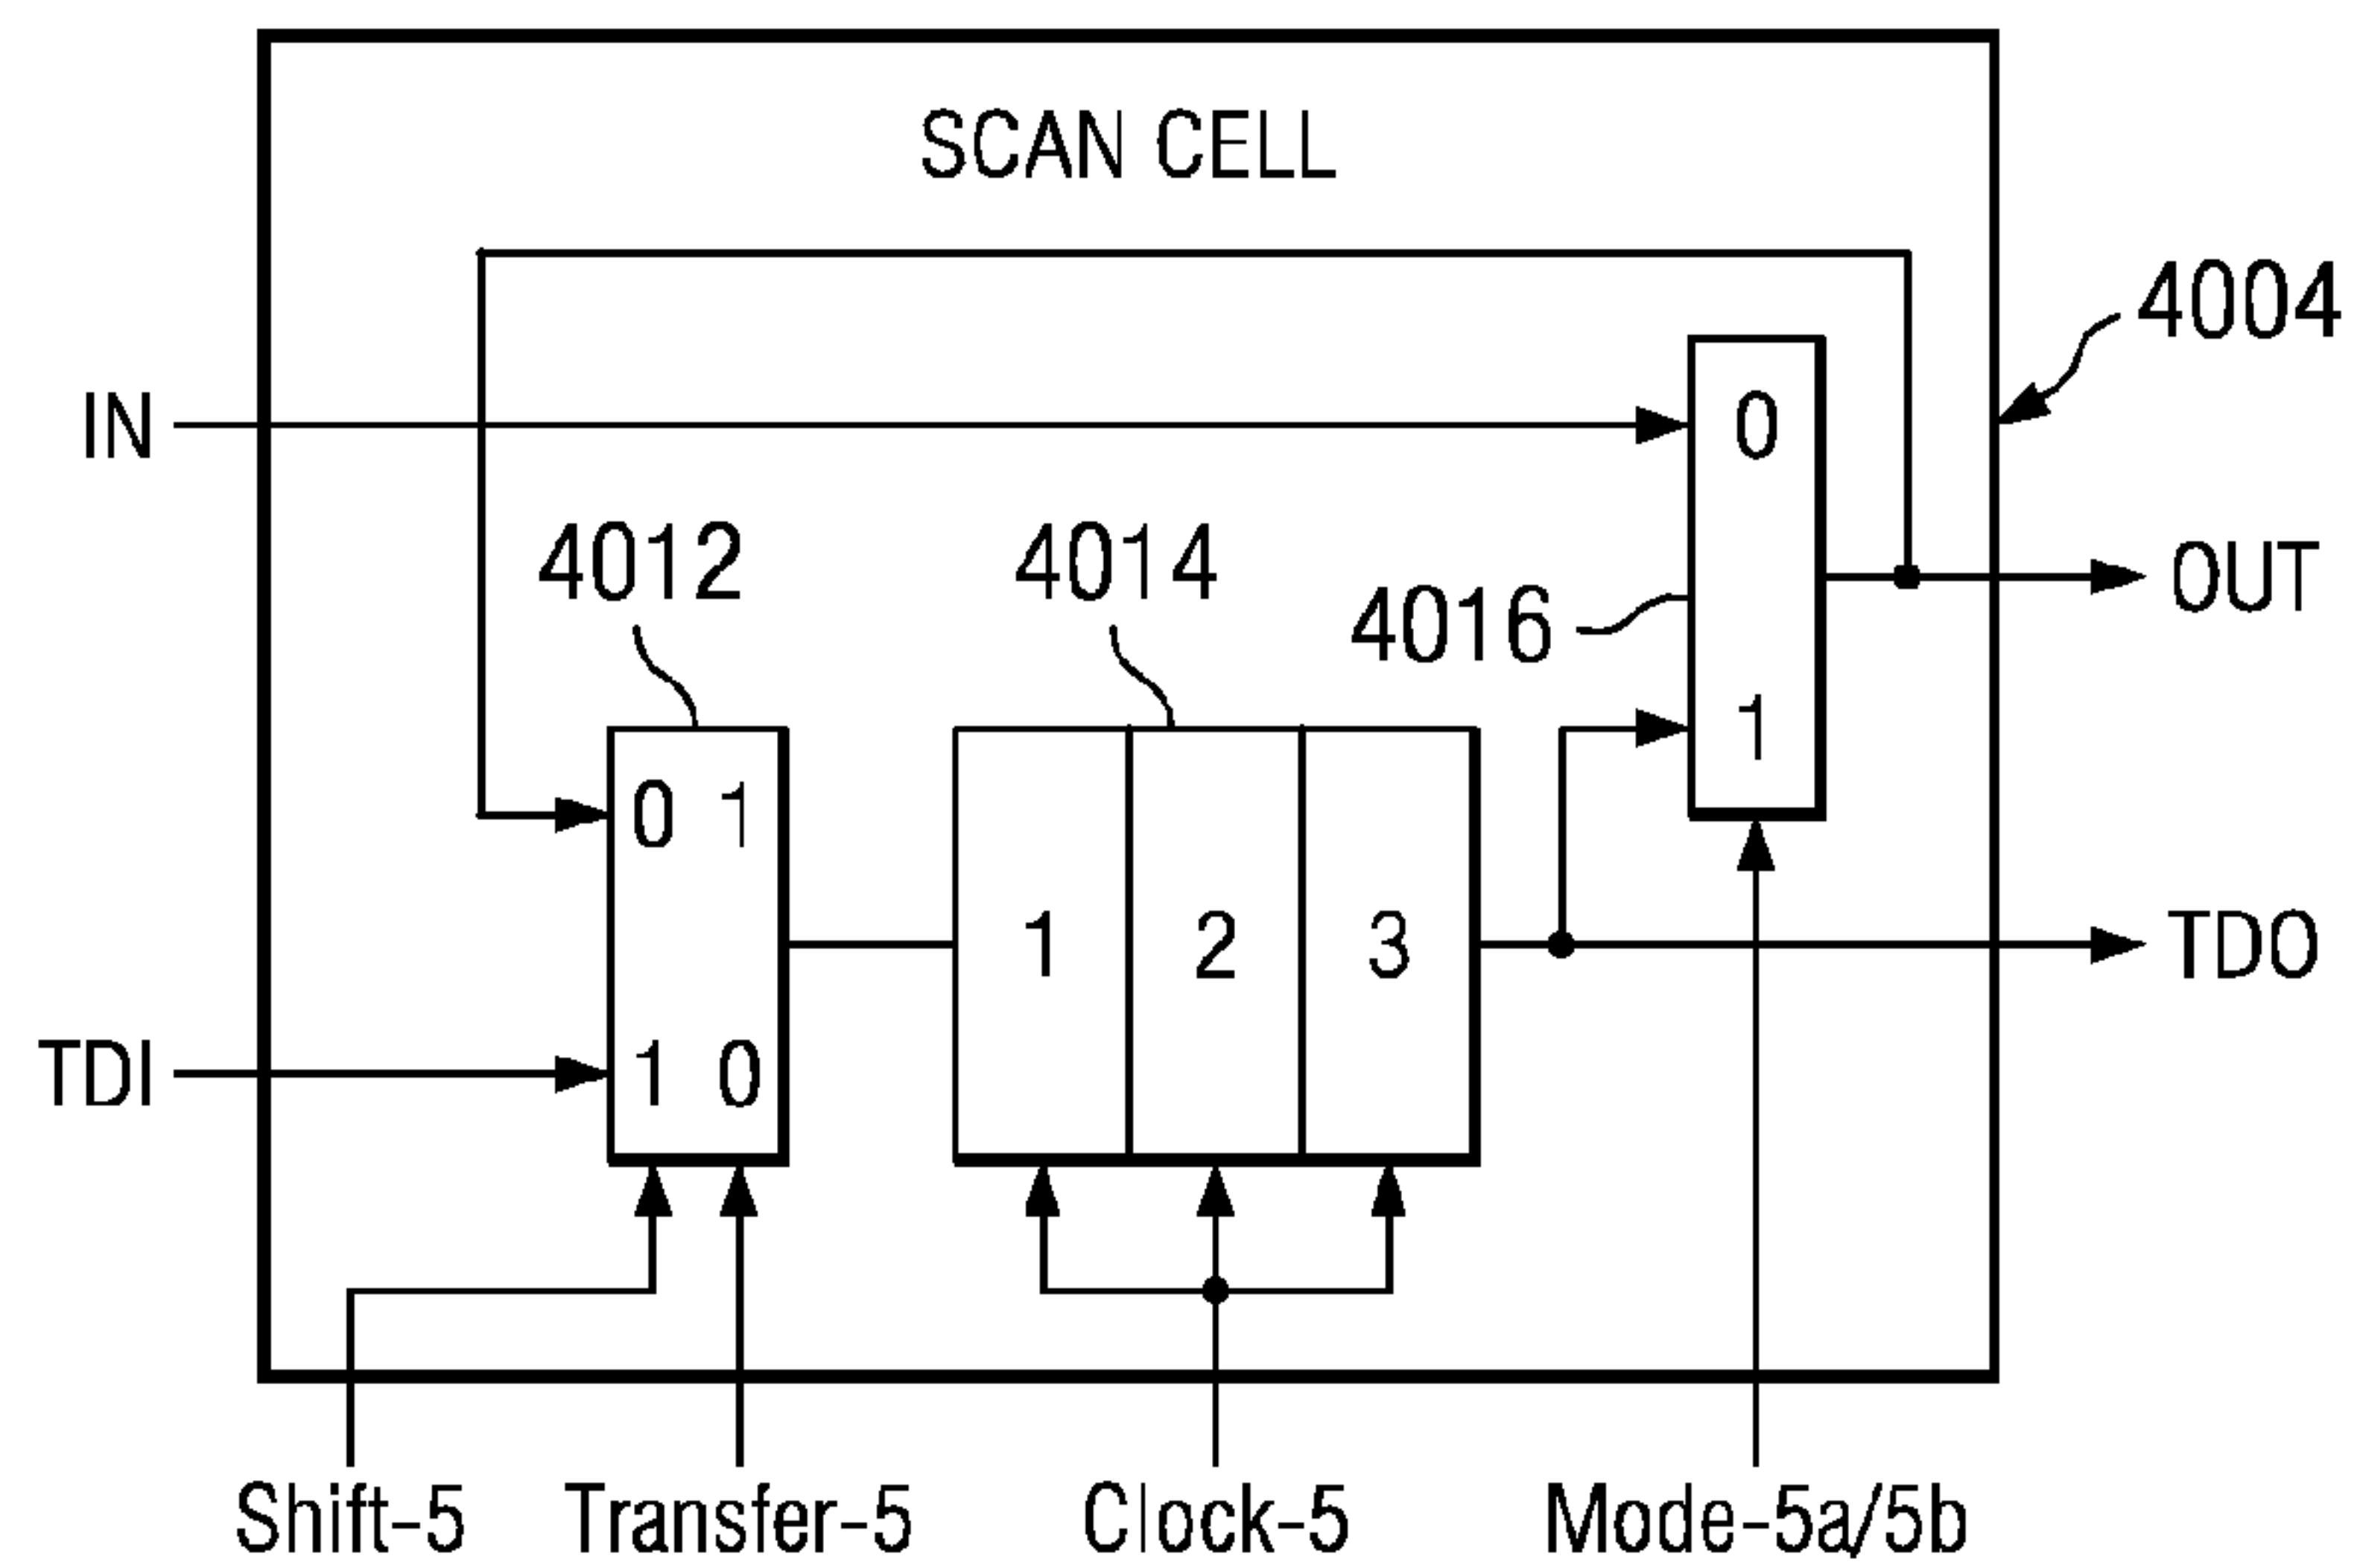 SCAN CELL
4004
IN
0
4012
4014
4016
OUT
0 1
1
1
2
3
TDO
TDI
1 0
Shift-5
Transfer-5
Clock-5
Mode-5a/5b